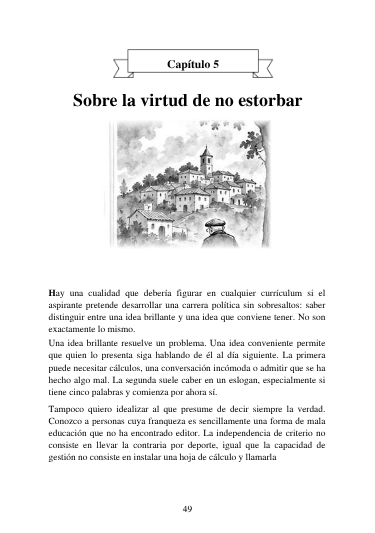 Capítulo 5
Sobre la virtud de no estorbar
Hay una cualidad que debería figurar en cualquier currículum si el
aspirante pretende desarrollar una carrera política sin sobresaltos: saber
distinguir entre una idea brillante y una idea que conviene tener. No son
exactamente lo mismo.
Una idea brillante resuelve un problema. Una idea conveniente permite
que quien lo presenta siga hablando de él al día siguiente. La primera
puede necesitar cálculos, una conversación incómoda o admitir que se ha
hecho algo mal. La segunda suele caber en un eslogan, especialmente si
tiene cinco palabras y comienza por ahora sí.
Tampoco quiero idealizar al que presume de decir siempre la verdad.
Conozco a personas cuya franqueza es sencillamente una forma de mala
educación que no ha encontrado editor. La independencia de criterio no
consiste en llevar la contraria por deporte, igual que la capacidad de
gestión no consiste en instalar una hoja de cálculo y llamarla
49